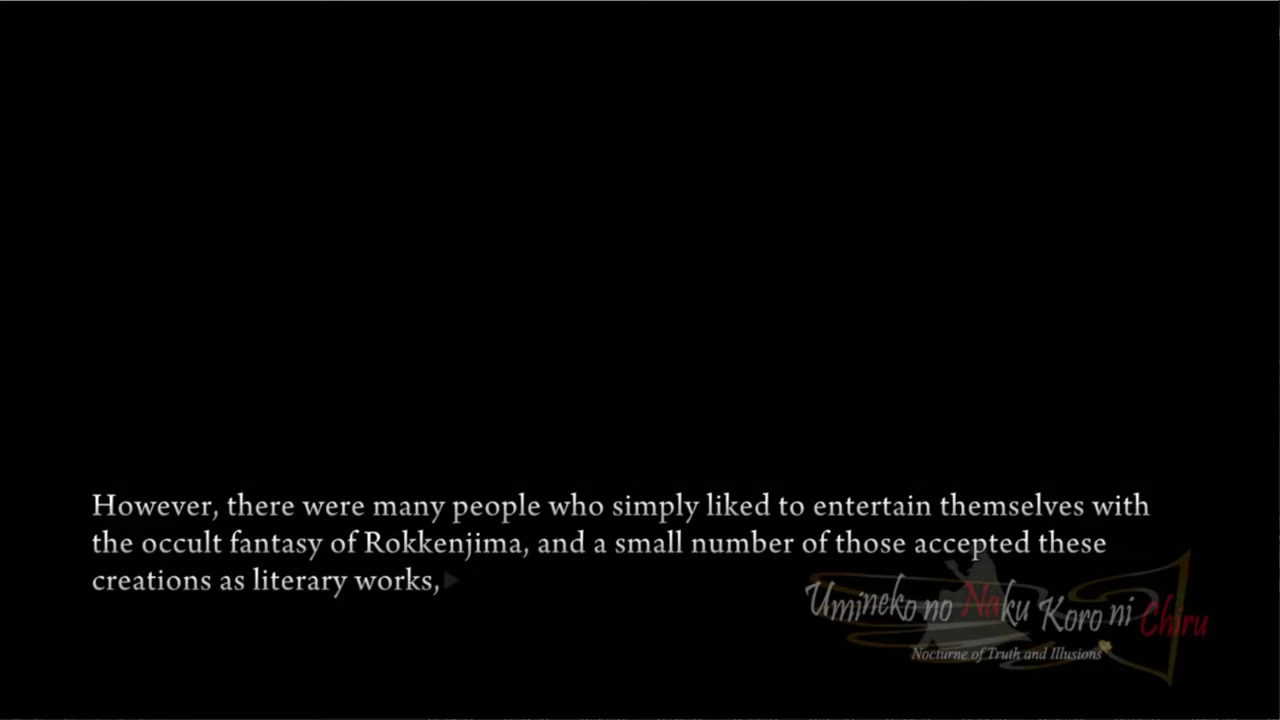 However, there were many people who simply liked to entertain themselves with
the occult fantasy of Rokkenjima, and a small number of those accepted these
creations as literary works,
Umineko no Naku Koro ni Chiru
Nocturne of Truth and Illusions